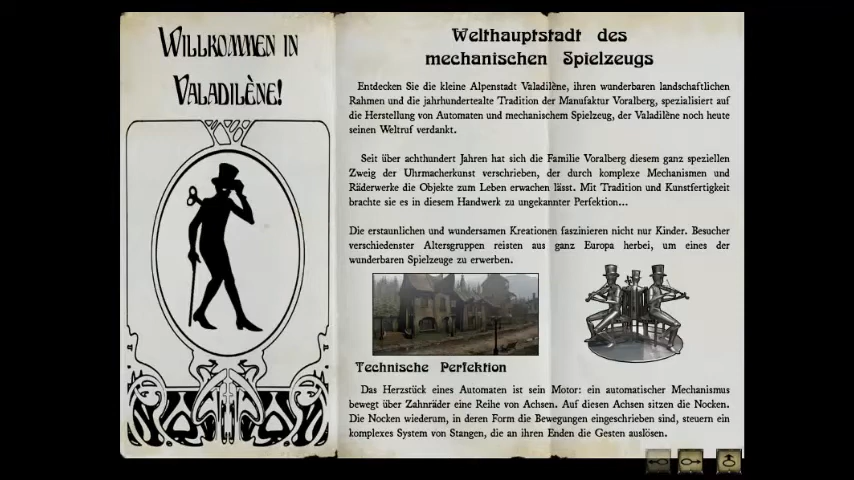 WILLKOMMEN IN
VALADILÈNE!
Welthauptstadt des
mechanischen Spielzeugs
Entdecken Sie die kleine Alpenstadt Valadilène, ihren wunderbaren landschaftlichen
Rahmen und die jahrhundertealte Tradition der Manufaktur Voralberg, spezialisiert auf
die Herstellung von Automaten und mechanischem Spielzeug, der Valadilène noch heute
seinen Weltruf verdankt.
Seit über achthundert Jahren hat sich die Familie Voralberg diesem ganz speziellen
Zweig der Uhrmacherkunst verschrieben, der durch komplexe Mechanismen und
Räderwerke die Objekte zum Leben erwachen lässt. Mit Tradition und Kunstfertigkeit
brachte sie es in diesem Handwerk zu ungekannter Perfektion...
Die erstaunlichen und wundersamen Kreationen faszinieren nicht nur Kinder. Besucher
verschiedenster Altersgruppen reisten aus ganz Europa herbei, um eines der
wunderbaren Spielzeuge zu erwerben.
Technische Perfektion
Das Herzstück eines Automaten ist sein Motor: ein automatischer Mechanismus
bewegt über Zahnräder eine Reihe von Achsen. Auf diesen Achsen sitzen die Nocken.
Die Nocken wiederum, in deren Form die Bewegungen eingeschrieben sind, steuern ein
komplexes System von Stangen, die an ihren Enden die Gesten auslösen.